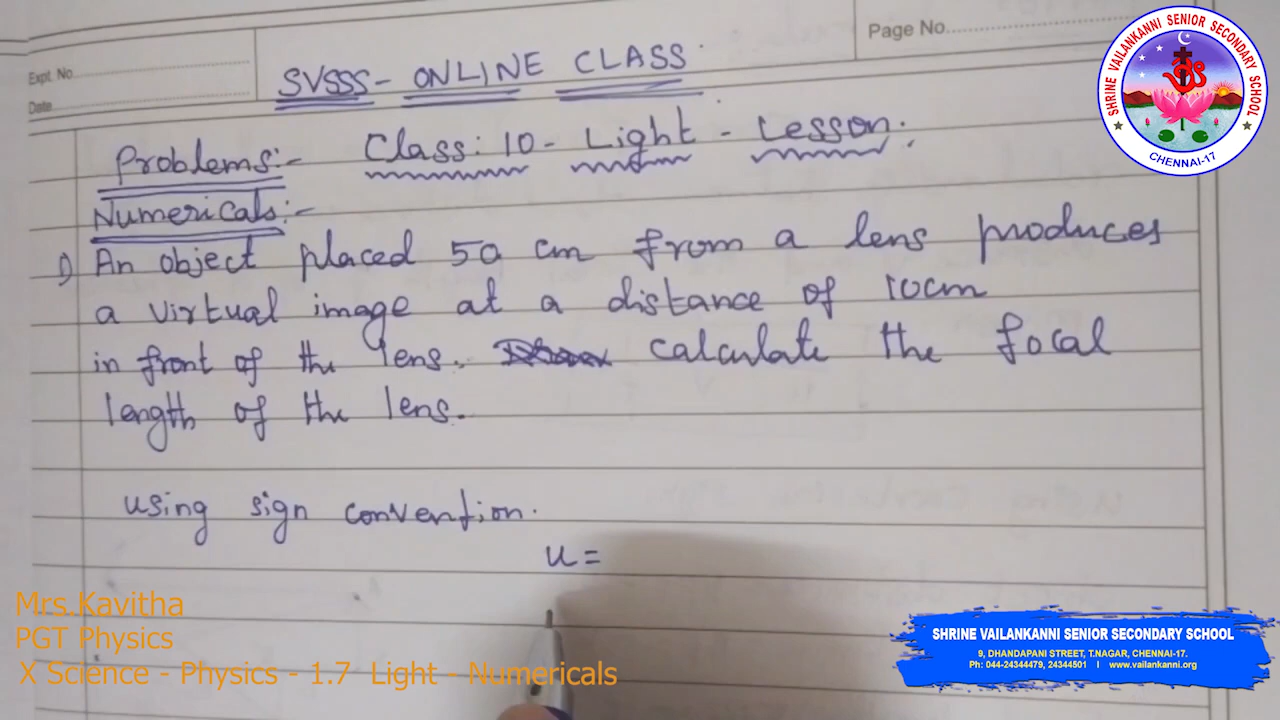 Expt. No
Date
Page No.
SVSSS - ONLINE CLASS
Problems:- Class: 10 - Light - Lesson.
Numericals:-
1) An object placed 50 cm from a lens produces
a virtual image at a distance of 10cm
in front of the lens. calculate the focal
length of the lens.
using sign convention.
u =
SHRINE VAILANKANNI SENIOR SECONDARY SCHOOL
CHENNAI-17
Mrs.Kavitha
PGT Physics
X Science - Physics - 1.7 Light - Numericals
SHRINE VAILANKANNI SENIOR SECONDARY SCHOOL
9, DHANDAPANI STREET, T.NAGAR, CHENNAI-17.
Ph: 044-24344479, 24344501 | www.vailankanni.org